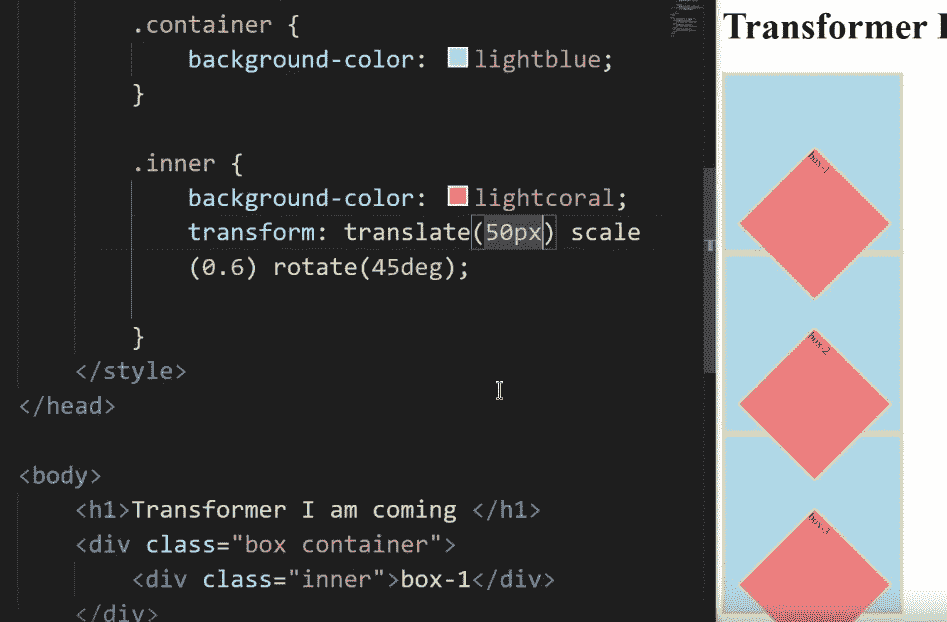 .container {
background-color: lightblue;
}
.inner {
background-color: lightcoral;
transform: translate(50px) scale
(0.6) rotate(45deg);
}
</style>
</head>
<body>
<h1>Transformer I am coming </h1>
<div class="box container">
<div class="inner">box-1</div>
</div>
Transformer I
box-1
box-2
box-3